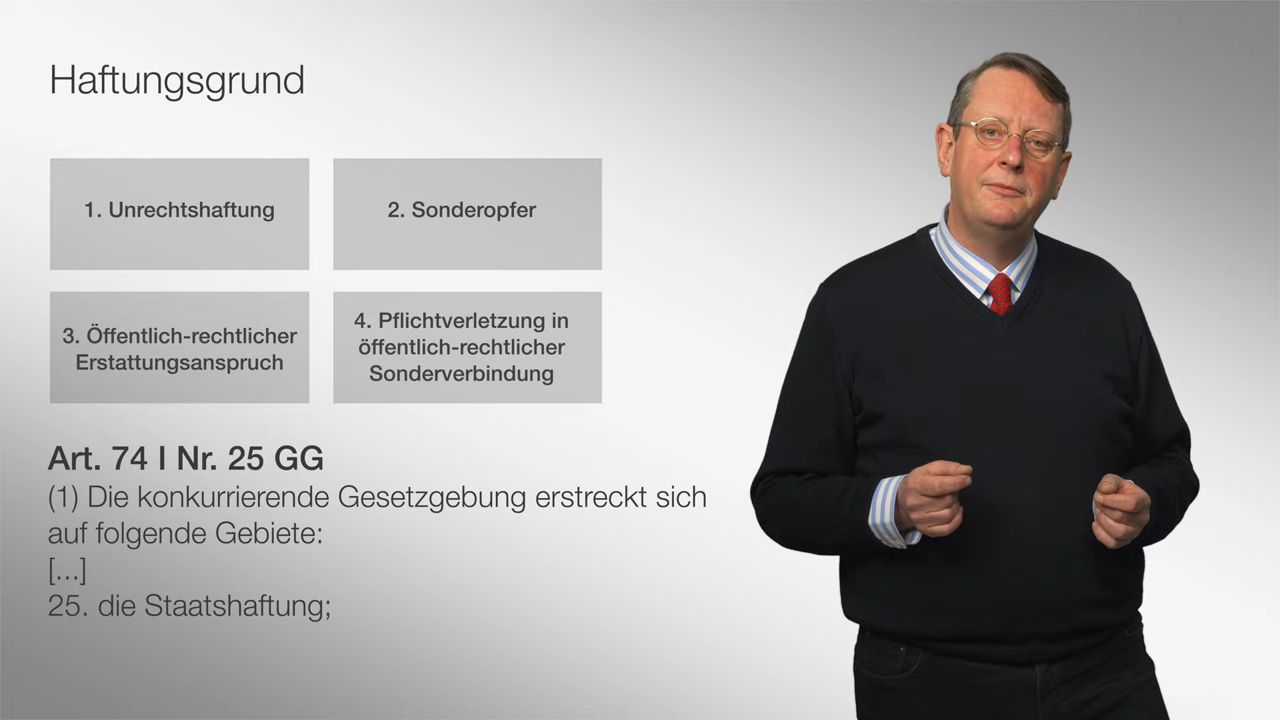 Haftungsgrund
1. Unrechtshaftung
2. Sonderopfer
3. Öffentlich-rechtlicher
Erstattungsanspruch
4. Pflichtverletzung in
öffentlich-rechtlicher
Sonderverbindung
Art. 74 I Nr. 25 GG
(1) Die konkurrierende Gesetzgebung erstreckt sich
auf folgende Gebiete:
[...]
25. die Staatshaftung;